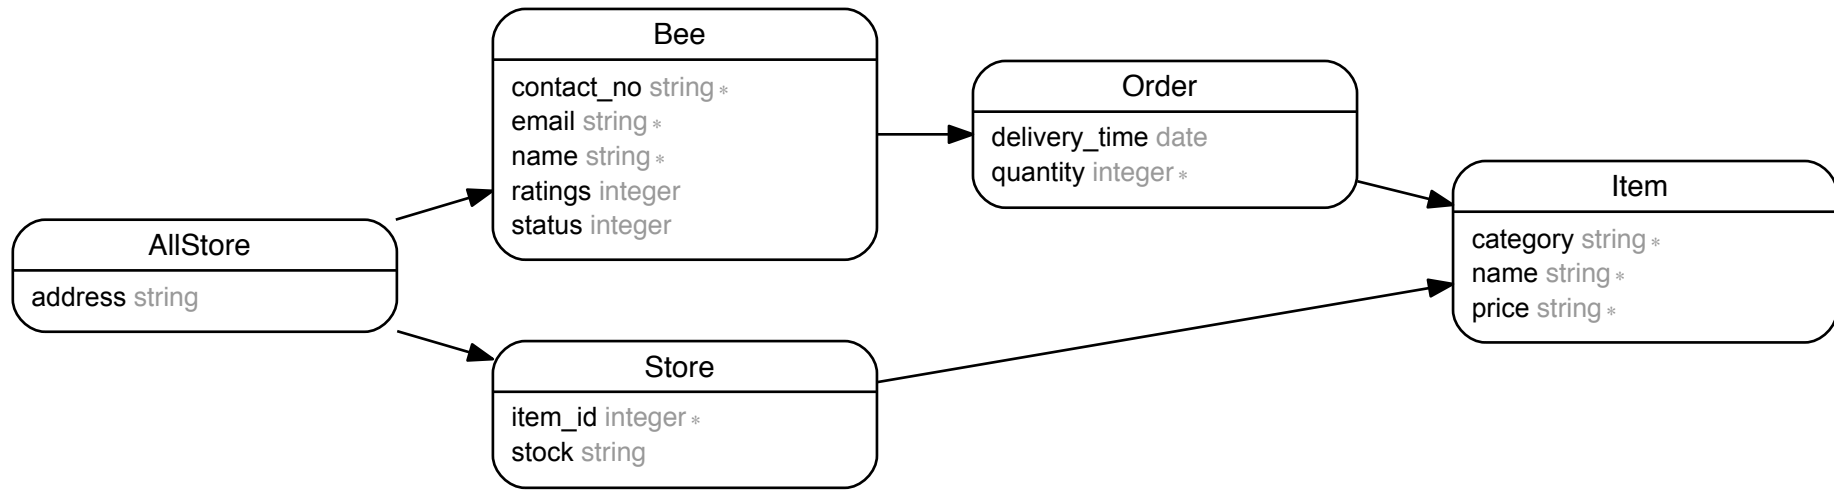 Bee
contact_no string *
email string *
name string *
ratings integer
status integer
Order
delivery_time date
quantity integer *
Item
category string *
name string *
price string *
AllStore
address string
Store
item_id integer *
stock string